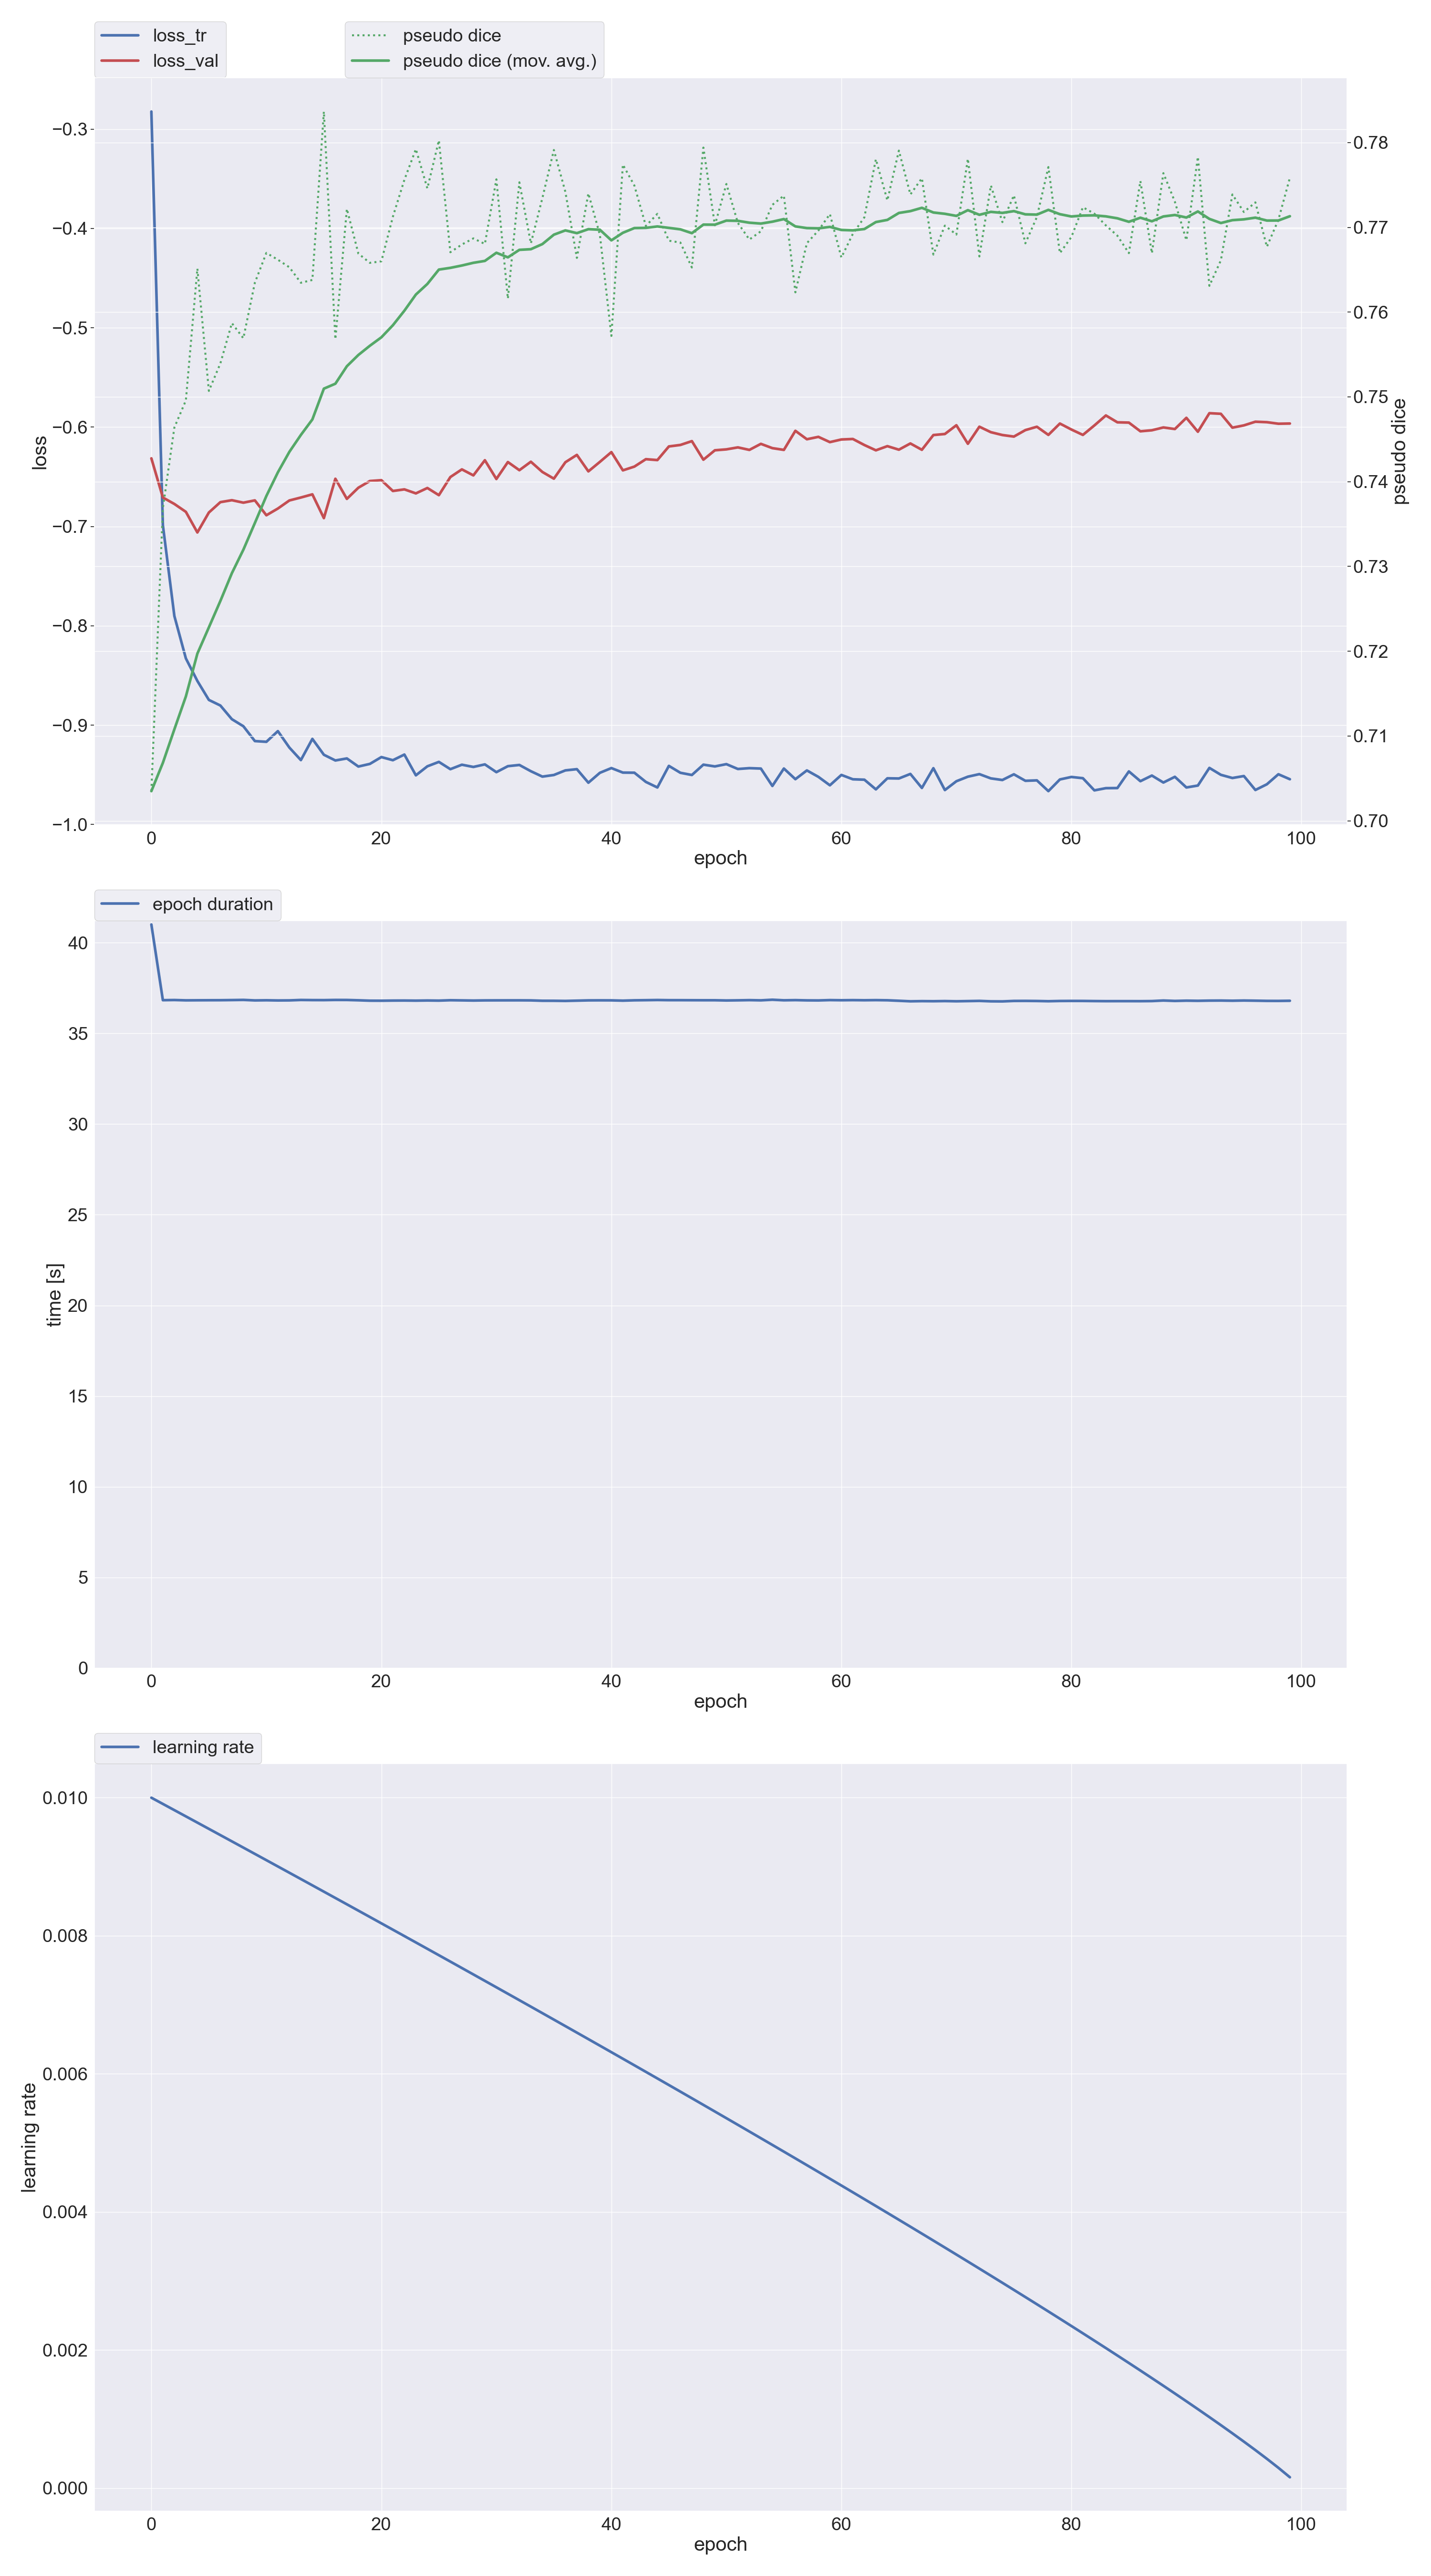 loss_tr
loss_val
pseudo dice
pseudo dice (mov. avg.)
−0.3
−0.4
−0.5
−0.6
−0.7
−0.8
−0.9
−1.0
loss
0.78
0.77
0.76
0.75
0.74
0.73
0.72
0.71
0.70
pseudo dice
0 20 40 60 80 100
epoch
epoch duration
40
35
30
25
20
15
10
5
0
time [s]
0 20 40 60 80 100
epoch
learning rate
0.010
0.008
0.006
0.004
0.002
0.000
learning rate
0 20 40 60 80 100
epoch